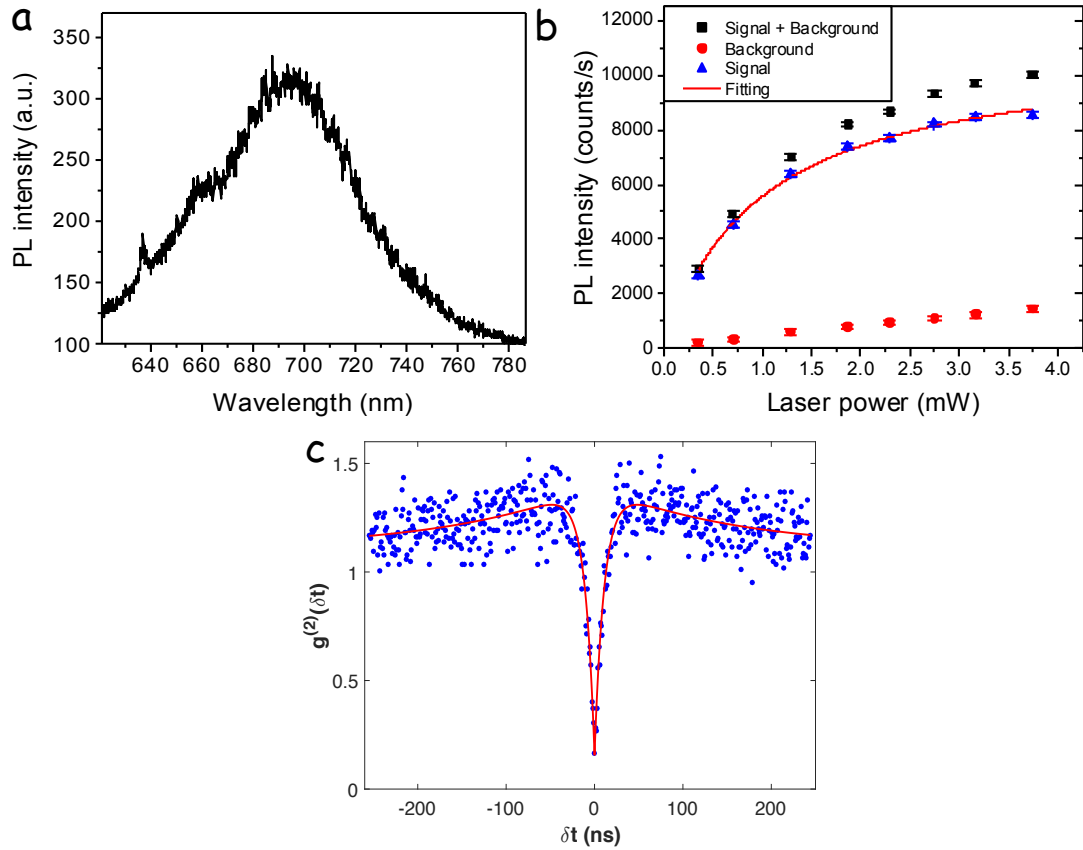 a
350
300
250
200
150
100
PL intensity (a.u.)
640 660 680 700 720 740 760 780
Wavelength (nm)
b
12000
10000
8000
6000
4000
2000
0
PL intensity (counts/s)
Signal + Background
Background
Signal
Fitting
0.0 0.5 1.0 1.5 2.0 2.5 3.0 3.5 4.0
Laser power (mW)
c
1.5
1
0.5
0
g(2)(δt)
-200 -100 0 100 200
δt (ns)